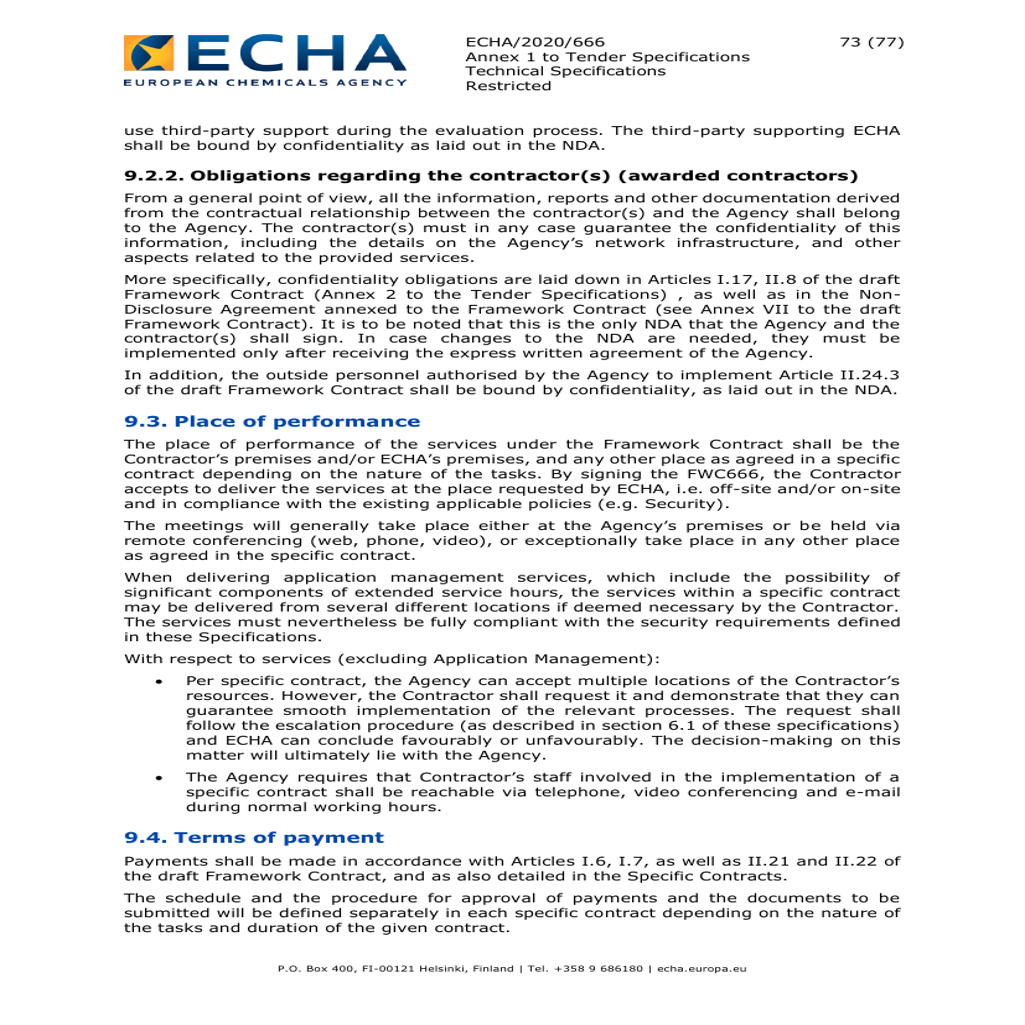 ECHA
EUROPEAN CHEMICALS AGENCY
ECHA/2020/666 73 (77)
Annex 1 to Tender Specifications
Technical Specifications
Restricted
use third-party support during the evaluation process. The third-party supporting ECHA
shall be bound by confidentiality as laid out in the NDA.
9.2.2. Obligations regarding the contractor(s) (awarded contractors)
From a general point of view, all the information, reports and other documentation derived
from the contractual relationship between the contractor(s) and the Agency shall belong
to the Agency. The contractor(s) must in any case guarantee the confidentiality of this
information, including the details on the Agency's network infrastructure, and other
aspects related to the provided services.
More specifically, confidentiality obligations are laid down in Articles I.17, II.8 of the draft
Framework Contract (Annex 2 to the Tender Specifications) , as well as in the Non-
Disclosure Agreement annexed to the Framework Contract (see Annex VII to the draft
Framework Contract). It is to be noted that this is the only NDA that the Agency and the
contractor(s) shall sign. In case changes to the NDA are needed, they must be
implemented only after receiving the express written agreement of the Agency.
In addition, the outside personnel authorised by the Agency to implement Article II.24.3
of the draft Framework Contract shall be bound by confidentiality, as laid out in the NDA.
9.3. Place of performance
The place of performance of the services under the Framework Contract shall be the
Contractor's premises and/or ECHA's premises, and any other place as agreed in a specific
contract depending on the nature of the tasks. By signing the FWC666, the Contractor
accepts to deliver the services at the place requested by ECHA, i.e. off-site and/or on-site
and in compliance with the existing applicable policies (e.g. Security).
The meetings will generally take place either at the Agency's premises or be held via
remote conferencing (web, phone, video), or exceptionally take place in any other place
as agreed in the specific contract.
When delivering application management services, which include the possibility of
significant components of extended service hours, the services within a specific contract
may be delivered from several different locations if deemed necessary by the Contractor.
The services must nevertheless be fully compliant with the security requirements defined
in these Specifications.
With respect to services (excluding Application Management):
• Per specific contract, the Agency can accept multiple locations of the Contractor's
resources. However, the Contractor shall request it and demonstrate that they can
guarantee smooth implementation of the relevant processes. The request shall
follow the escalation procedure (as described in section 6.1 of these specifications)
and ECHA can conclude favourably or unfavourably. The decision-making on this
matter will ultimately lie with the Agency.
• The Agency requires that Contractor's staff involved in the implementation of a
specific contract shall be reachable via telephone, video conferencing and e-mail
during normal working hours.
9.4. Terms of payment
Payments shall be made in accordance with Articles I.6, I.7, as well as II.21 and II.22 of
the draft Framework Contract, and as also detailed in the Specific Contracts.
The schedule and the procedure for approval of payments and the documents to be
submitted will be defined separately in each specific contract depending on the nature of
the tasks and duration of the given contract.
P.O. Box 400, FI-00121 Helsinki, Finland | Tel. +358 9 686180 | echa.europa.eu